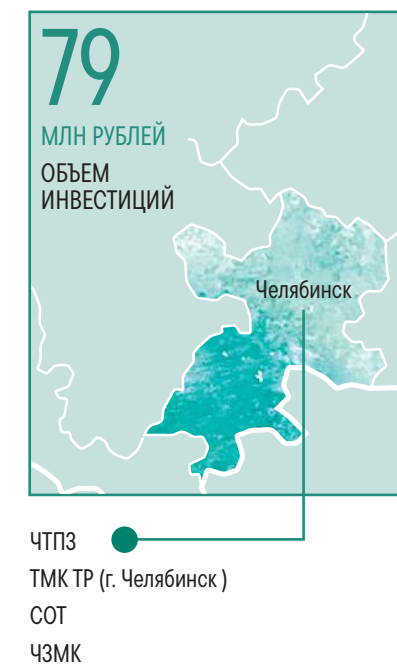 79
МЛН РУБЛЕЙ
ОБЪЕМ
ИНВЕСТИЦИЙ
Челябинск
ЧТПЗ
ТМК ТР (г. Челябинск )
СОТ
ЧЗМК